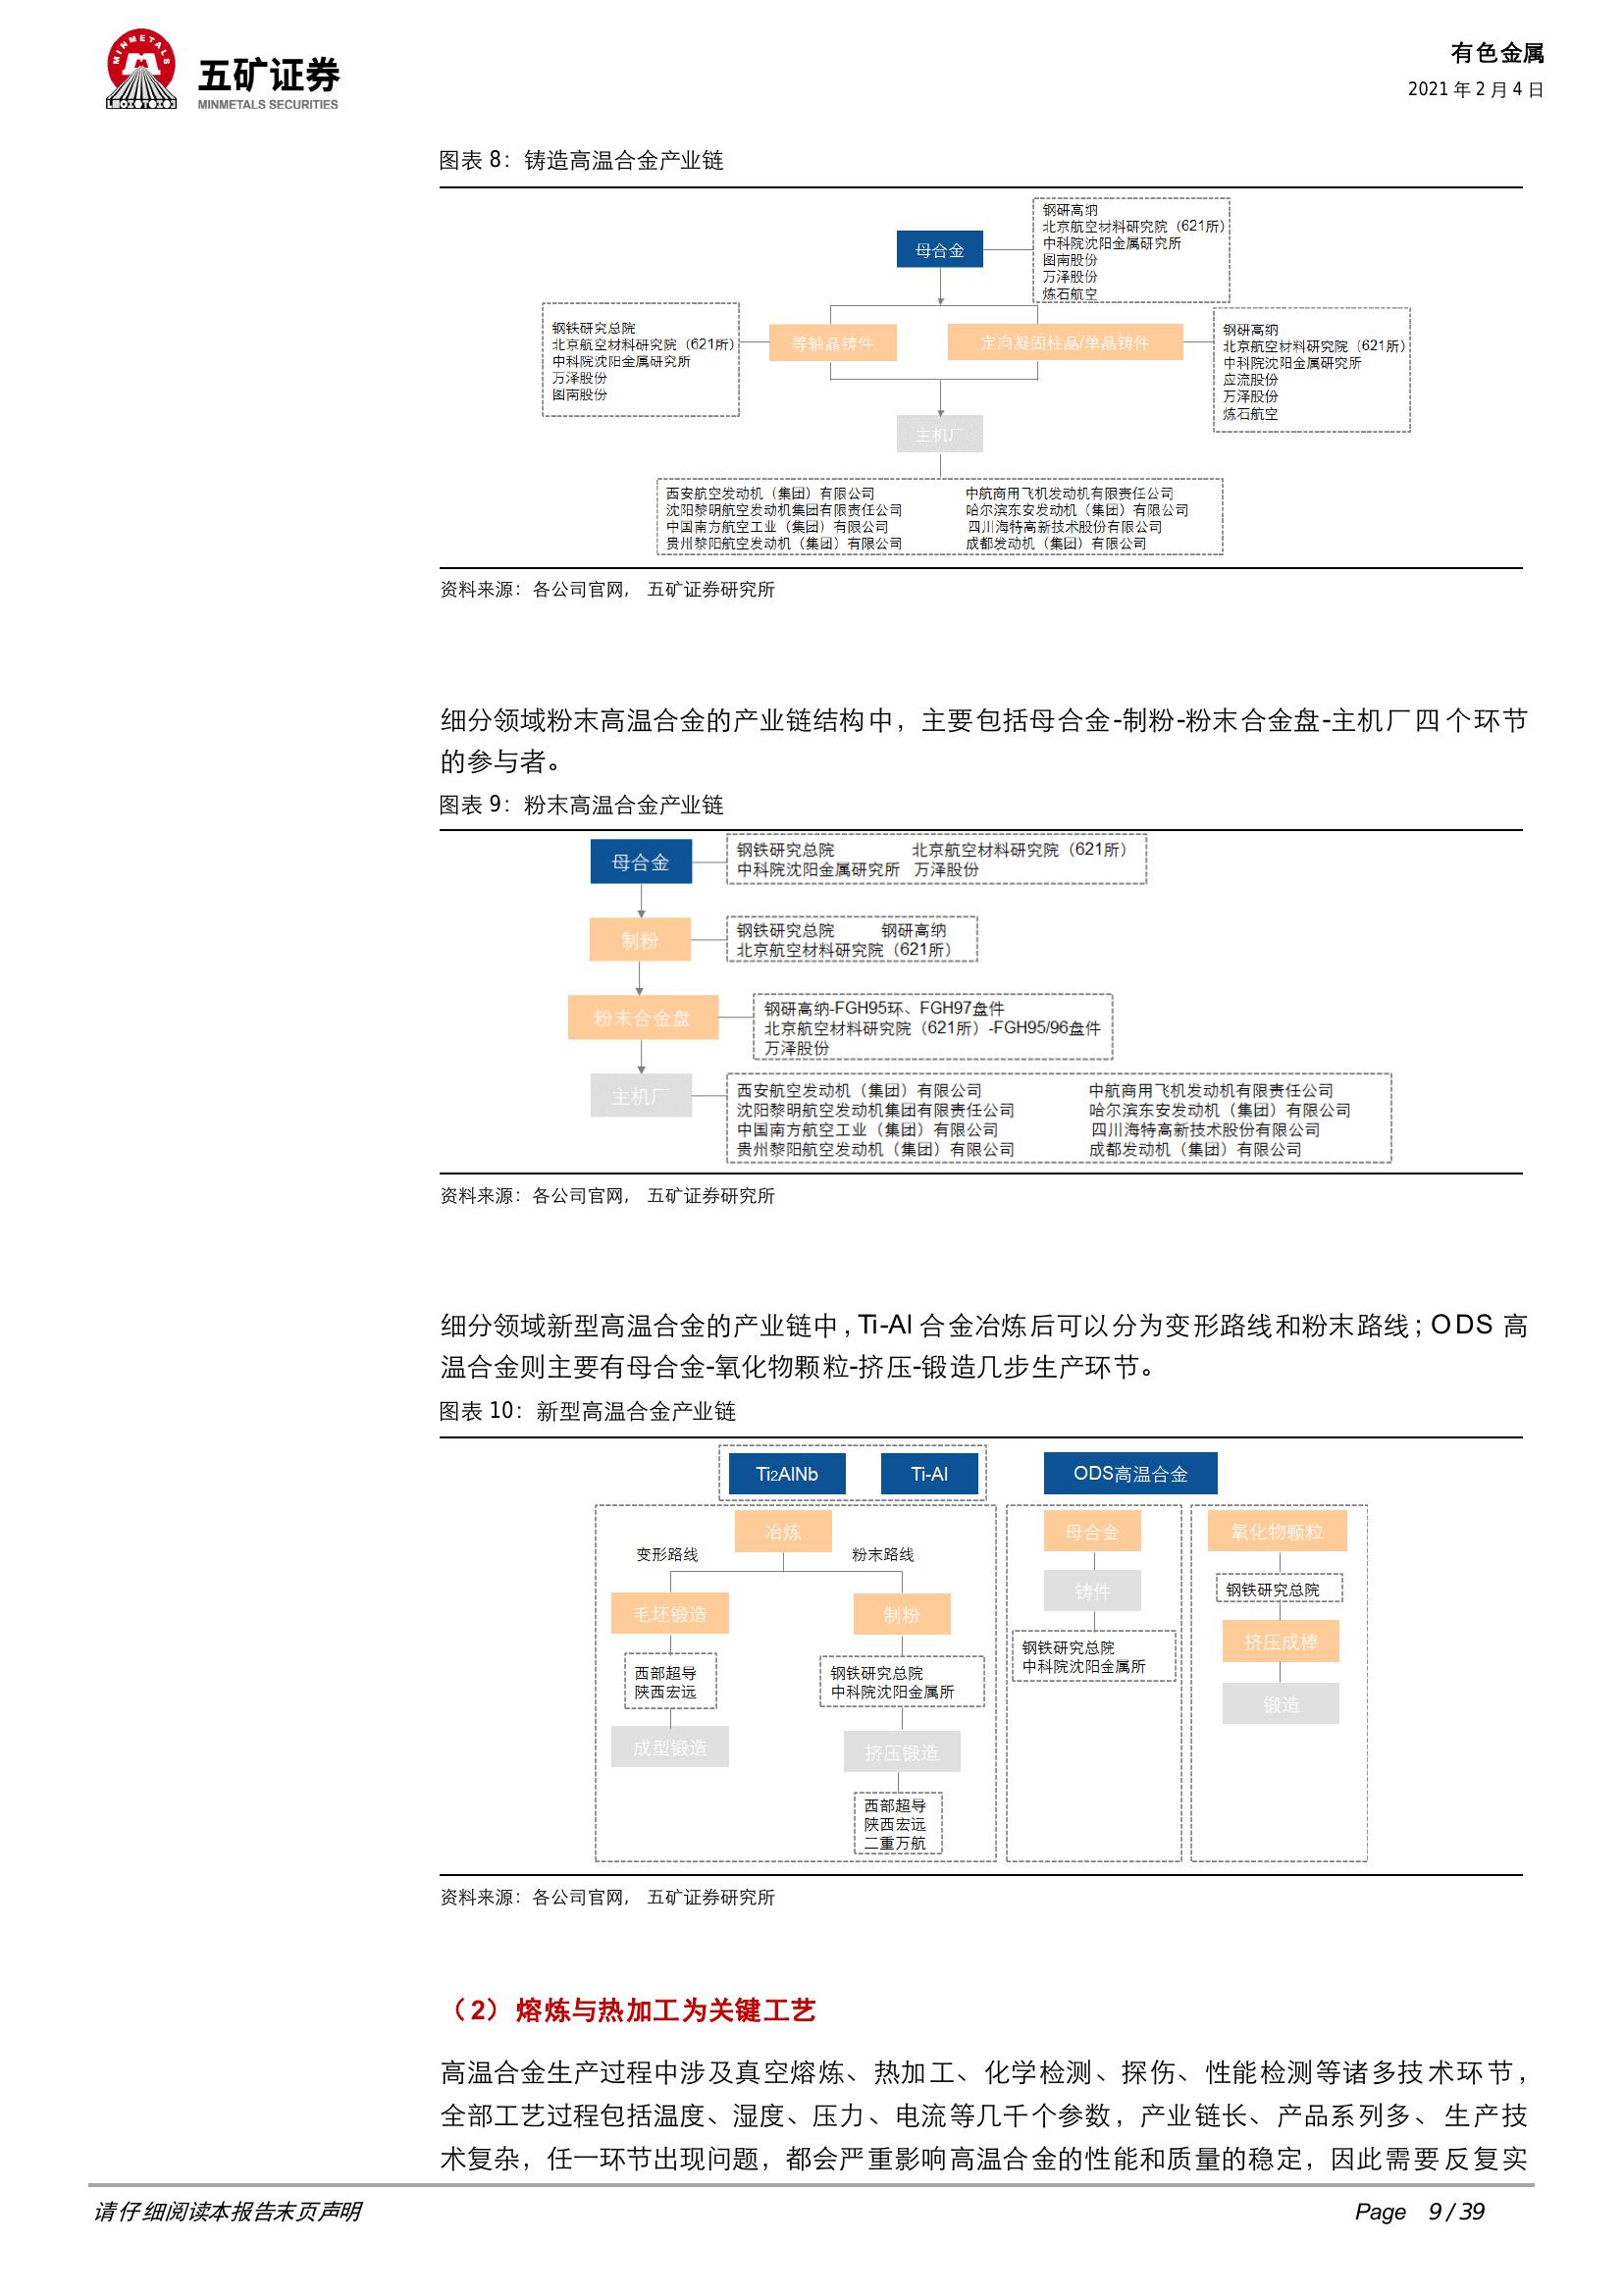 MINMETALS
五矿证券
MINMETALS SECURITIES
有色金属
2021 年 2 月 4 日
图表 8：铸造高温合金产业链
母合金
钢研高纳
北京航空材料研究院（621所）
中科院沈阳金属研究所
图南股份
万泽股份
炼石航空
钢铁研究总院
北京航空材料研究院（621所）
中科院沈阳金属研究所
万泽股份
图南股份
等轴晶铸件
定向凝固柱晶/单晶铸件
钢研高纳
北京航空材料研究院（621所）
中科院沈阳金属研究所
应流股份
万泽股份
炼石航空
主机厂
西安航空发动机（集团）有限公司 中航商用飞机发动机有限责任公司
沈阳黎明航空发动机集团有限责任公司 哈尔滨东安发动机（集团）有限公司
中国南方航空工业（集团）有限公司 四川海特高新技术股份有限公司
贵州黎阳航空发动机（集团）有限公司 成都发动机（集团）有限公司
资料来源：各公司官网， 五矿证券研究所
细分领域粉末高温合金的产业链结构中，主要包括母合金-制粉-粉末合金盘-主机厂四个环节
的参与者。
图表 9：粉末高温合金产业链
母合金
钢铁研究总院 北京航空材料研究院（621所）
中科院沈阳金属研究所 万泽股份
制粉
钢铁研究总院 钢研高纳
北京航空材料研究院（621所）
粉末合金盘
钢研高纳-FGH95环、FGH97盘件
北京航空材料研究院（621所）-FGH95/96盘件
万泽股份
主机厂
西安航空发动机（集团）有限公司 中航商用飞机发动机有限责任公司
沈阳黎明航空发动机集团有限责任公司 哈尔滨东安发动机（集团）有限公司
中国南方航空工业（集团）有限公司 四川海特高新技术股份有限公司
贵州黎阳航空发动机（集团）有限公司 成都发动机（集团）有限公司
资料来源：各公司官网， 五矿证券研究所
细分领域新型高温合金的产业链中，Ti-Al 合金冶炼后可以分为变形路线和粉末路线；ODS 高
温合金则主要有母合金-氧化物颗粒-挤压-锻造几步生产环节。
图表 10：新型高温合金产业链
Ti2AlNb Ti-Al ODS高温合金
冶炼 母合金 氧化物颗粒
变形路线 粉末路线
铸件
钢铁研究总院
毛坯锻造 制粉
挤压成棒
钢铁研究总院
中科院沈阳金属所
西部超导
陕西宏远
钢铁研究总院
中科院沈阳金属所
锻造
成型锻造 挤压锻造
西部超导
陕西宏远
二重万航
资料来源：各公司官网， 五矿证券研究所
（2）熔炼与热加工为关键工艺
高温合金生产过程中涉及真空熔炼、热加工、化学检测、探伤、性能检测等诸多技术环节，
全部工艺过程包括温度、湿度、压力、电流等几千个参数，产业链长、产品系列多、生产技
术复杂，任一环节出现问题，都会严重影响高温合金的性能和质量的稳定，因此需要反复实
请仔细阅读本报告末页声明
Page 9 / 39